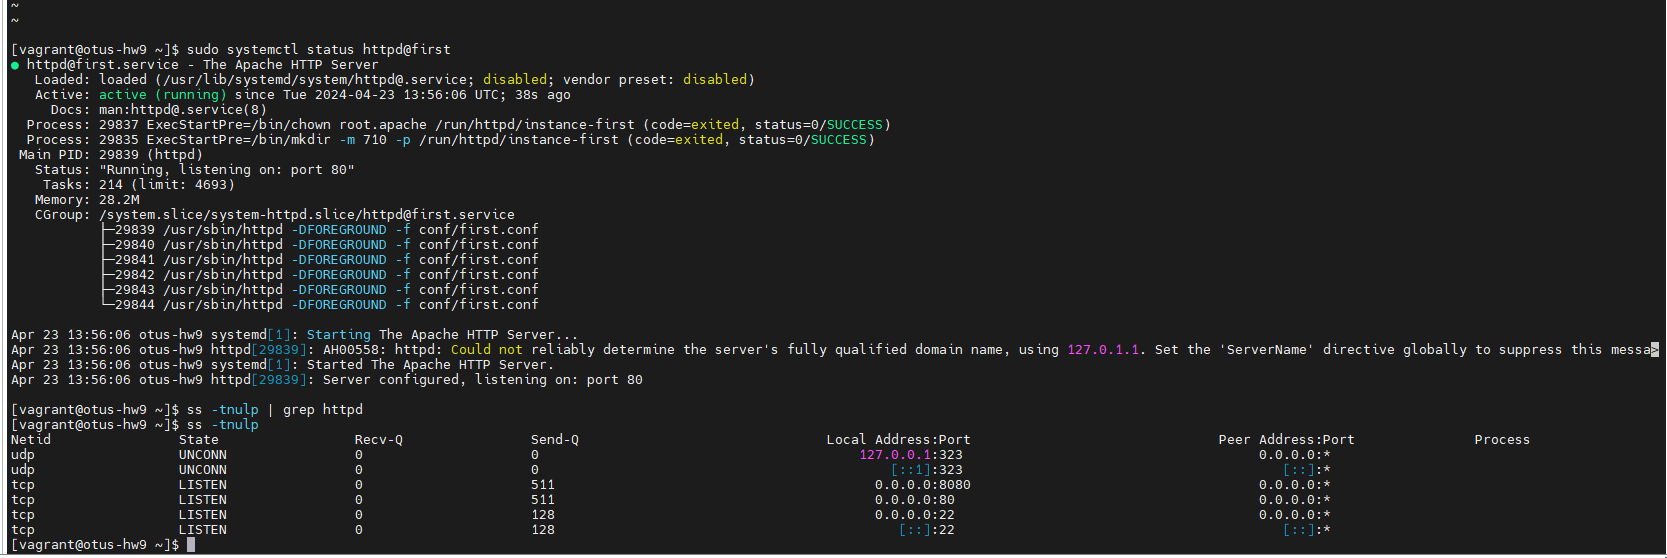 ~
~
[vagrant@otus-hw9 ~]$ sudo systemctl status httpd@first
● httpd@first.service - The Apache HTTP Server
   Loaded: loaded (/usr/lib/systemd/system/httpd@.service; disabled; vendor preset: disabled)
   Active: active (running) since Tue 2024-04-23 13:56:06 UTC; 38s ago
     Docs: man:httpd@.service(8)
  Process: 29837 ExecStartPre=/bin/chown root.apache /run/httpd/instance-first (code=exited, status=0/SUCCESS)
  Process: 29835 ExecStartPre=/bin/mkdir -m 710 -p /run/httpd/instance-first (code=exited, status=0/SUCCESS)
 Main PID: 29839 (httpd)
   Status: "Running, listening on: port 80"
    Tasks: 214 (limit: 4693)
   Memory: 28.2M
   CGroup: /system.slice/system-httpd.slice/httpd@first.service
           ├─29839 /usr/sbin/httpd -DFOREGROUND -f conf/first.conf
           ├─29840 /usr/sbin/httpd -DFOREGROUND -f conf/first.conf
           ├─29841 /usr/sbin/httpd -DFOREGROUND -f conf/first.conf
           ├─29842 /usr/sbin/httpd -DFOREGROUND -f conf/first.conf
           ├─29843 /usr/sbin/httpd -DFOREGROUND -f conf/first.conf
           └─29844 /usr/sbin/httpd -DFOREGROUND -f conf/first.conf
Apr 23 13:56:06 otus-hw9 systemd[1]: Starting The Apache HTTP Server...
Apr 23 13:56:06 otus-hw9 httpd[29839]: AH00558: httpd: Could not reliably determine the server's fully qualified domain name, using 127.0.1.1. Set the 'ServerName' directive globally to suppress this messa>
Apr 23 13:56:06 otus-hw9 systemd[1]: Started The Apache HTTP Server.
Apr 23 13:56:06 otus-hw9 httpd[29839]: Server configured, listening on: port 80
[vagrant@otus-hw9 ~]$ ss -tnulp | grep httpd
[vagrant@otus-hw9 ~]$ ss -tnulp
Netid State Recv-Q Send-Q Local Address:Port Peer Address:Port Process
udp UNCONN 0 0 127.0.0.1:323 0.0.0.0:*
udp UNCONN 0 0 [::1]:323 [::]:*
tcp LISTEN 0 511 0.0.0.0:8080 0.0.0.0:*
tcp LISTEN 0 511 0.0.0.0:80 0.0.0.0:*
tcp LISTEN 0 128 0.0.0.0:22 0.0.0.0:*
tcp LISTEN 0 128 [::]:22 [::]:*
[vagrant@otus-hw9 ~]$